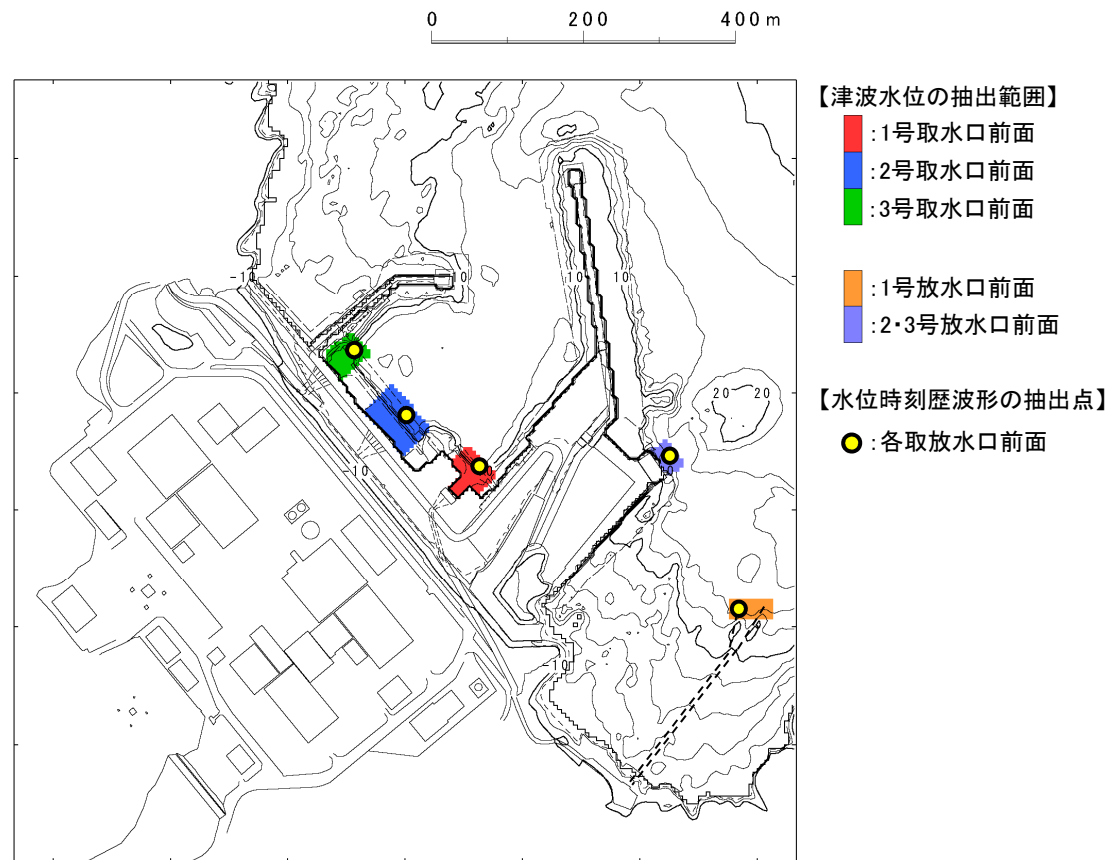 0 200 400m
【津波水位の抽出範囲】
:1号取水口前面
:2号取水口前面
:3号取水口前面
:1号放水口前面
:2・3号放水口前面
【水位時刻歴波形の抽出点】
:各取放水口前面
-10 10 10 10
20 20
-10
-10